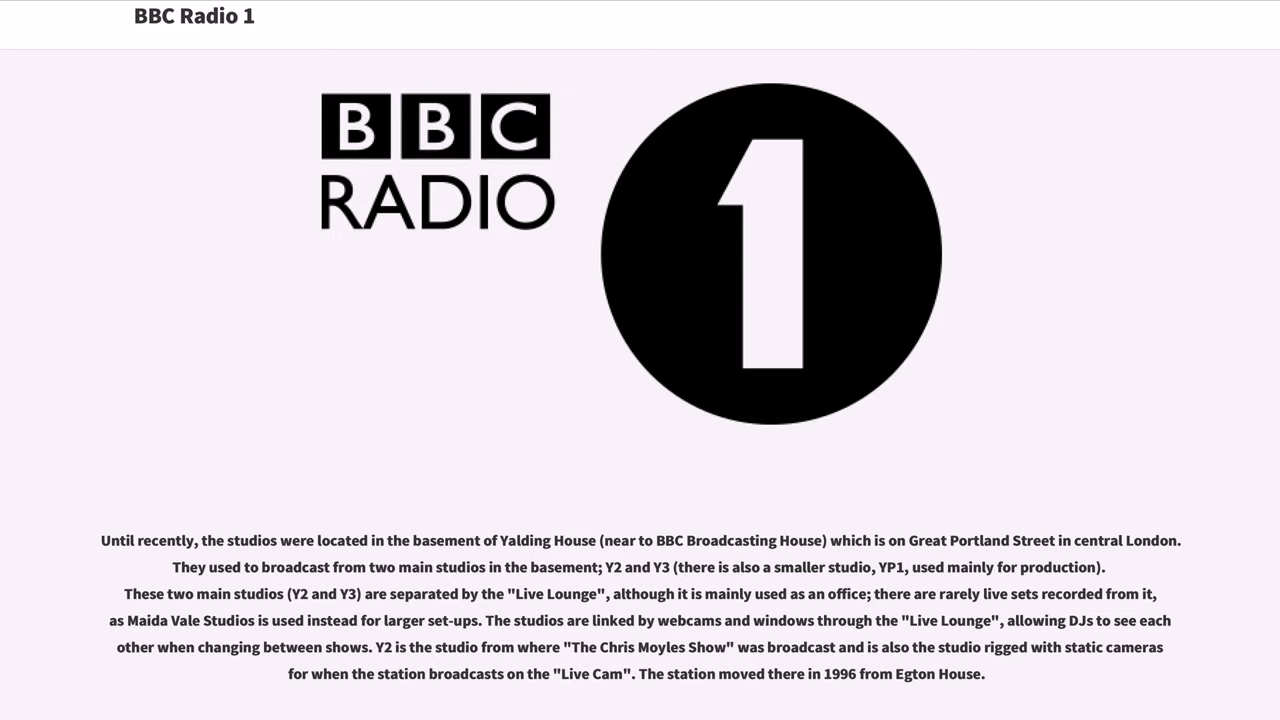 BBC Radio 1
BBC
RADIO
1
Until recently, the studios were located in the basement of Yalding House (near to BBC Broadcasting House) which is on Great Portland Street in central London.
They used to broadcast from two main studios in the basement; Y2 and Y3 (there is also a smaller studio, YP1, used mainly for production).
These two main studios (Y2 and Y3) are separated by the "Live Lounge", although it is mainly used as an office; there are rarely live sets recorded from it,
as Maida Vale Studios is used instead for larger set-ups. The studios are linked by webcams and windows through the "Live Lounge", allowing DJs to see each
other when changing between shows. Y2 is the studio from where "The Chris Moyles Show" was broadcast and is also the studio rigged with static cameras
for when the station broadcasts on the "Live Cam". The station moved there in 1996 from Egton House.